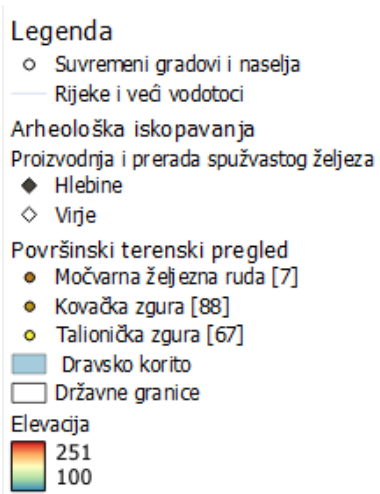 Legenda
Suvremeni gradovi i naselja
Rijeke i veći vodotoci
Arheološka iskopavanja
Proizvodnja i prerada spužvastog željeza
Hlebine
Virje
Površinski terenski pregled
Močvarna željezna ruda [7]
Kovačka zgura [88]
Talionička zgura [67]
Dravsko korito
Državne granice
Elevacija
251
100